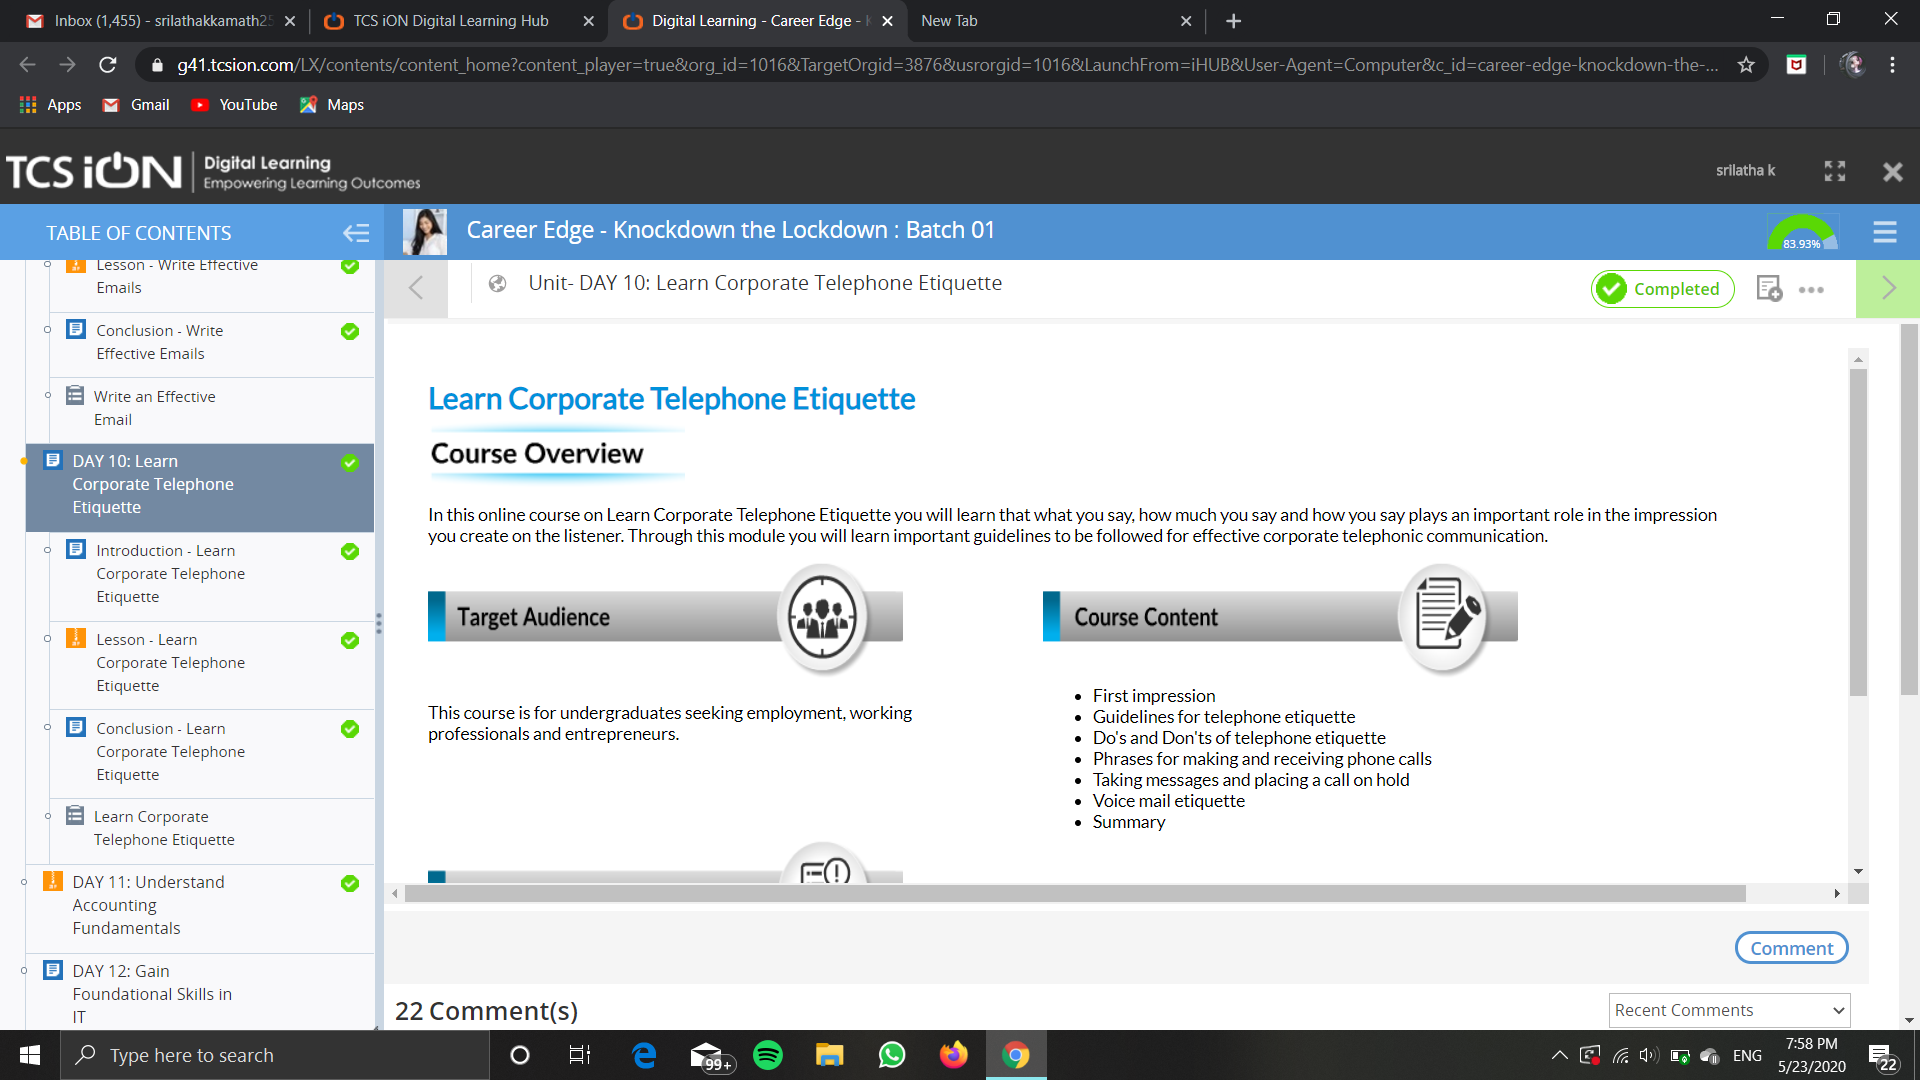 Inbox (1,455) - srilathakkamath25
TCS iON Digital Learning Hub
Digital Learning - Career Edge - K
New Tab
g41.tcsion.com/LX/contents/content_home?content_player=true&org_id=1016&TargetOrgid=3876&usrorgid=1016&LaunchFrom=iHUB&User-Agent=Computer&c_id=career-edge-knockdown-the-...
Apps
Gmail
YouTube
Maps
TCS iON
Digital Learning
Empowering Learning Outcomes
srilatha k
TABLE OF CONTENTS
Career Edge - Knockdown the Lockdown : Batch 01
83.93%
Lesson - Write Effective
Emails
Conclusion - Write
Effective Emails
Write an Effective
Email
DAY 10: Learn
Corporate Telephone
Etiquette
Introduction - Learn
Corporate Telephone
Etiquette
Lesson - Learn
Corporate Telephone
Etiquette
Conclusion - Learn
Corporate Telephone
Etiquette
Learn Corporate
Telephone Etiquette
DAY 11: Understand
Accounting
Fundamentals
DAY 12: Gain
Foundational Skills in
IT
Unit- DAY 10: Learn Corporate Telephone Etiquette
Completed
Learn Corporate Telephone Etiquette
Course Overview
In this online course on Learn Corporate Telephone Etiquette you will learn that what you say, how much you say and how you say plays an important role in the impression
you create on the listener. Through this module you will learn important guidelines to be followed for effective corporate telephonic communication.
Target Audience
This course is for undergraduates seeking employment, working
professionals and entrepreneurs.
Course Content
• First impression
• Guidelines for telephone etiquette
• Do's and Don'ts of telephone etiquette
• Phrases for making and receiving phone calls
• Taking messages and placing a call on hold
• Voice mail etiquette
• Summary
Comment
22 Comment(s)
Recent Comments
Type here to search
99+
ENG
7:58 PM
5/23/2020
22